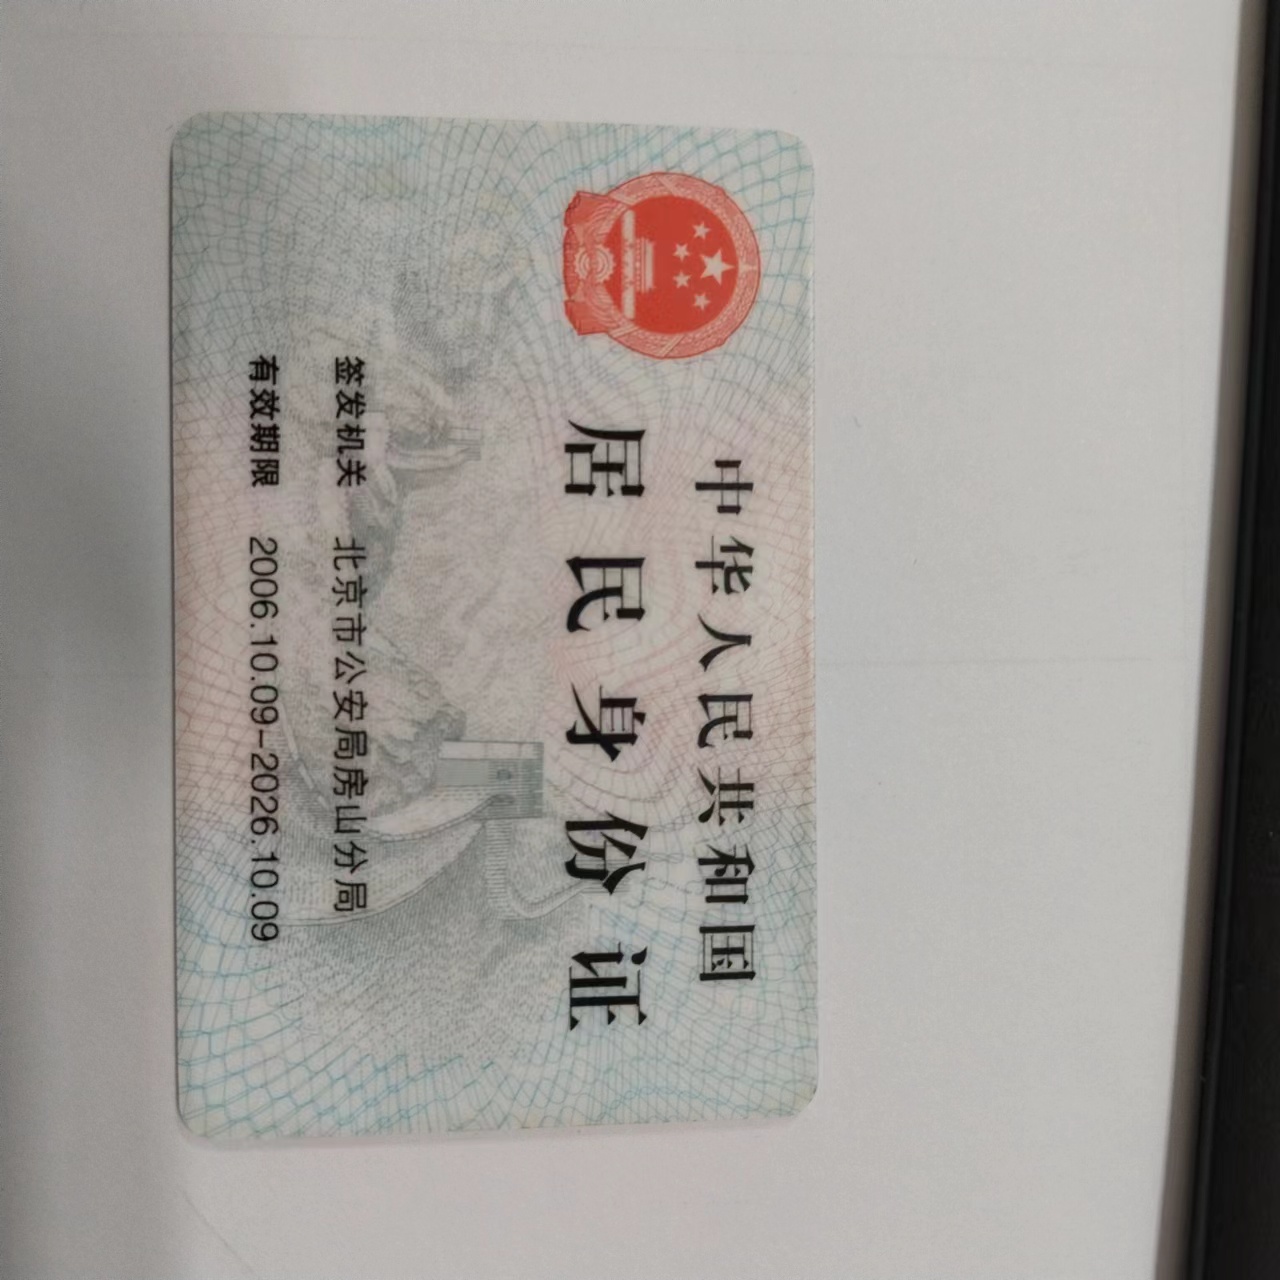 中华人民共和国
居民身份证
签发机关 北京市公安局房山分局
有效期限 2006.10.09-2026.10.09